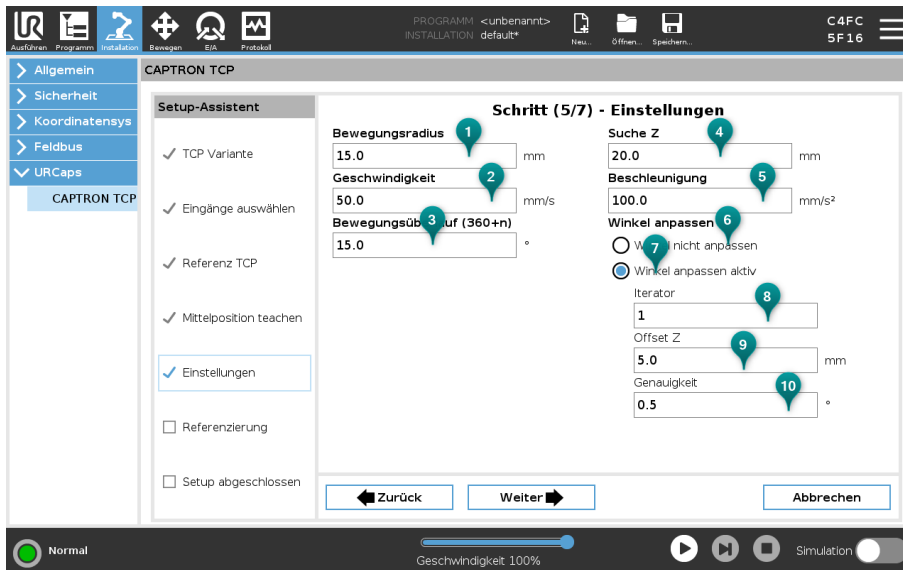 PROGRAMM <unbenannt>
INSTALLATION default*
C4FC
5F16
Ausführen Programm Installation Bewegen E/A Protokoll Neu... Öffnen... Speichern...
Allgemein
Sicherheit
Koordinatensys
Feldbus
URCaps
CAPTRON TCP
CAPTRON TCP
Setup-Assistent
TCP Variante
Eingänge auswählen
Referenz TCP
Mittelposition teachen
Einstellungen
Referenzierung
Setup abgeschlossen
Schritt (5/7) - Einstellungen
Bewegungsradius 1
15.0 mm
Geschwindigkeit 2
50.0 mm/s
(360+n) 3
15.0 °
Suche Z 4
20.0 mm
Beschleunigung 5
100.0 mm/s²
Winkel anpassen 6
nicht anpassen 7
Winkel anpassen aktiv
Iterator 8
1
Offset Z 9
5.0 mm
Genauigkeit 10
0.5 °
Zurück Weiter Abbrechen
Normal
Geschwindigkeit 100%
Simulation